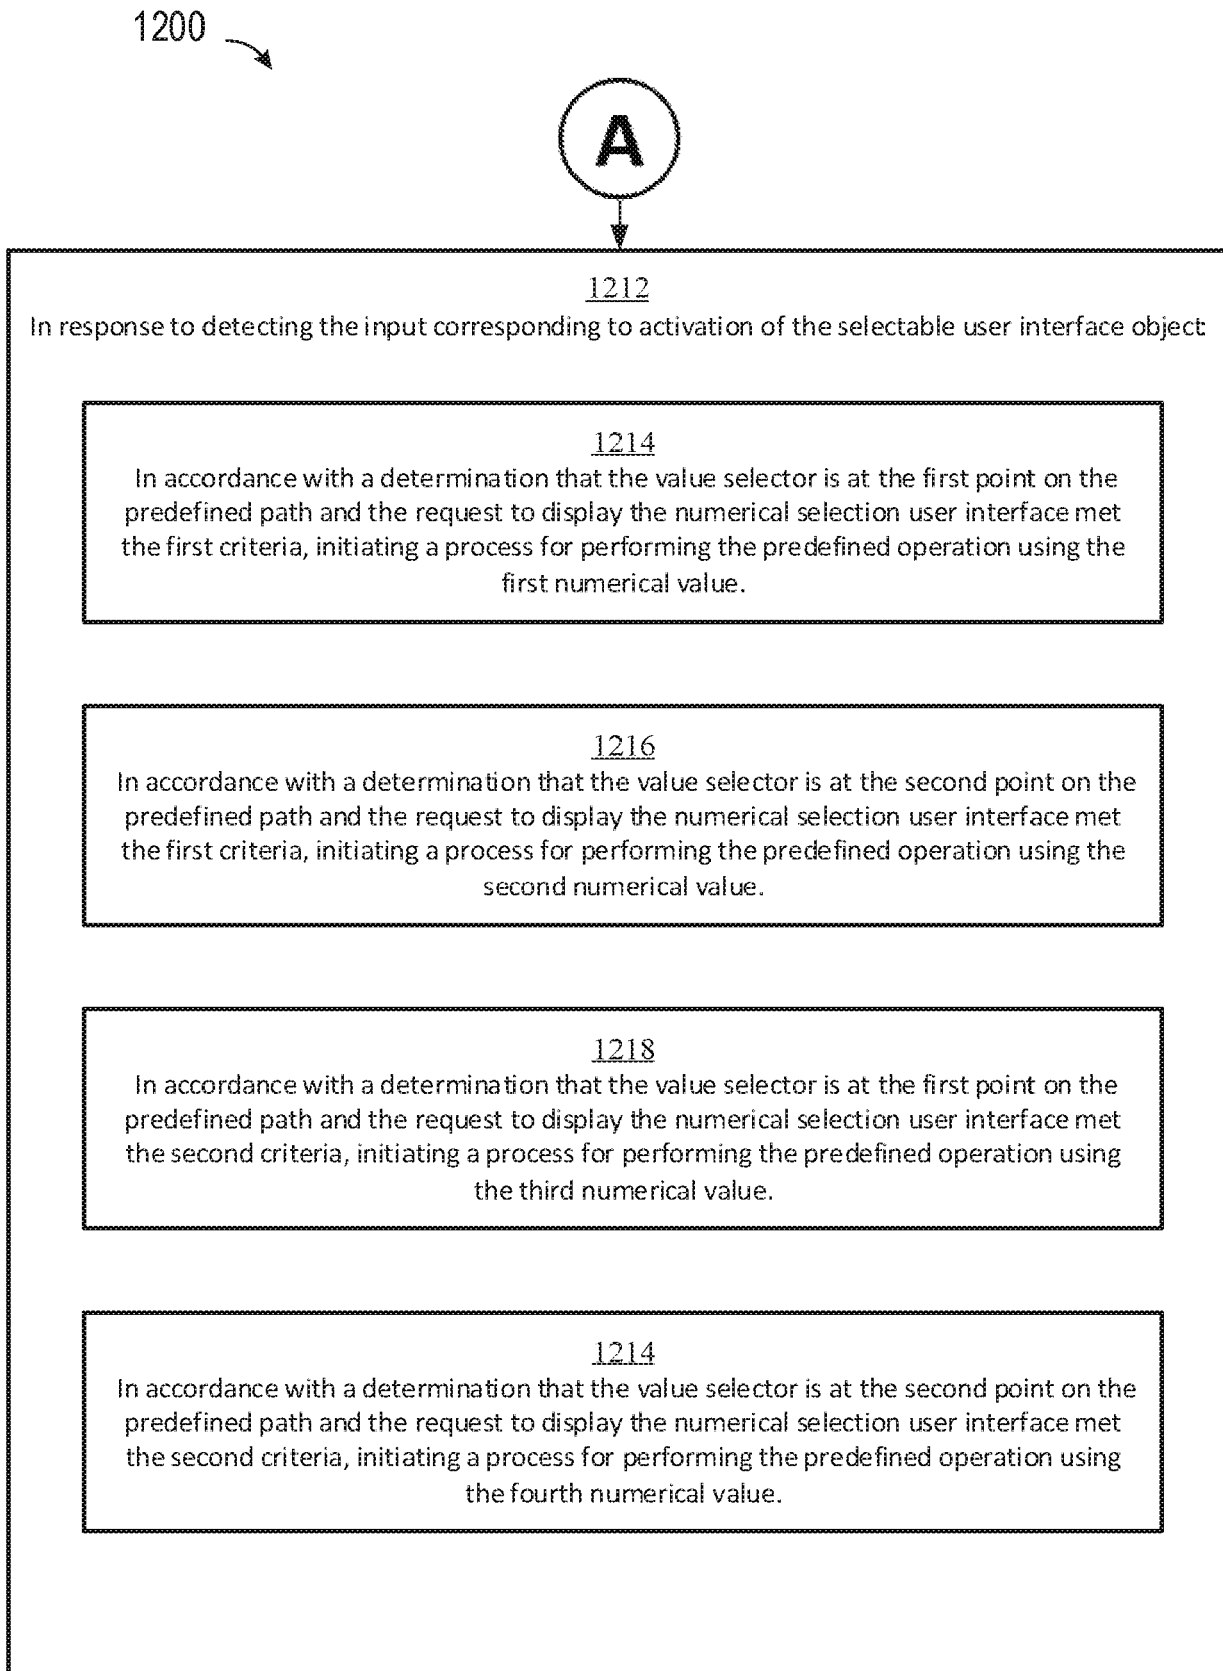 1200
A
1212
In response to detecting the input corresponding to activation of the selectable user interface object:
1214
In accordance with a determination that the value selector is at the first point on the
predefined path and the request to display the numerical selection user interface met
the first criteria, initiating a process for performing the predefined operation using the
first numerical value.
1216
In accordance with a determination that the value selector is at the second point on the
predefined path and the request to display the numerical selection user interface met
the first criteria, initiating a process for performing the predefined operation using the
second numerical value.
1218
In accordance with a determination that the value selector is at the first point on the
predefined path and the request to display the numerical selection user interface met
the second criteria, initiating a process for performing the predefined operation using
the third numerical value.
1214
In accordance with a determination that the value selector is at the second point on the
predefined path and the request to display the numerical selection user interface met
the second criteria, initiating a process for performing the predefined operation using
the fourth numerical value.